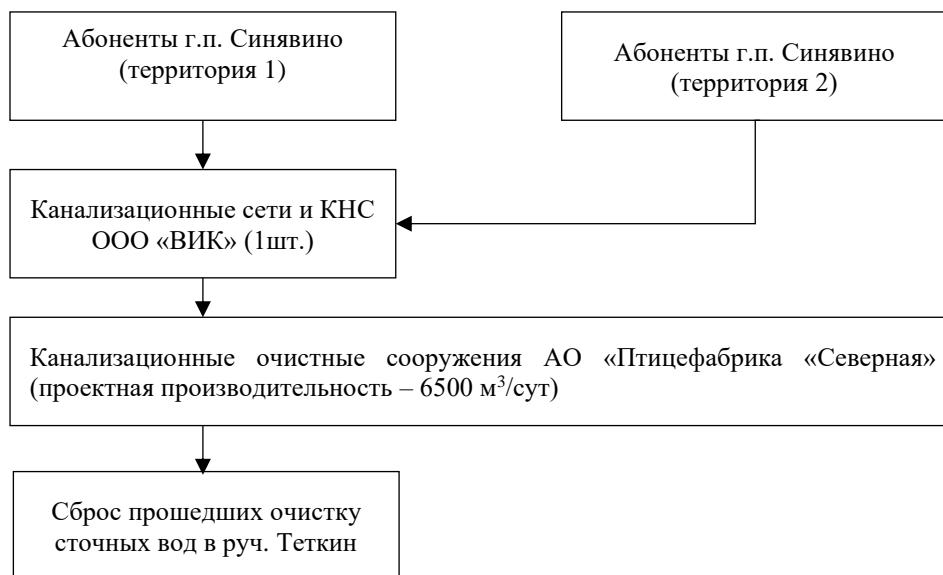 Абоненты г.п. Синявино
(территория 1)
Абоненты г.п. Синявино
(территория 2)
Канализационные сети и КНС
ООО «ВИК» (1шт.)
Канализационные очистные сооружения АО «Птицефабрика «Северная»
(проектная производительность – 6500 м³/сут)
Сброс прошедших очистку
сточных вод в руч. Теткин